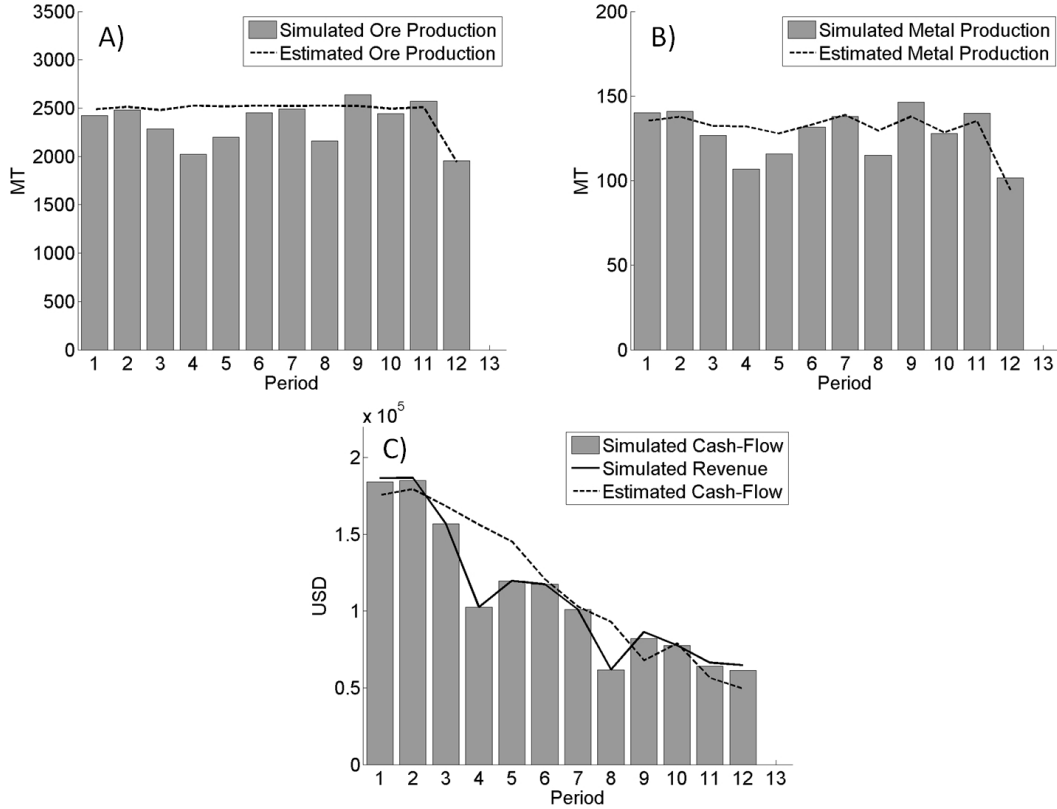 A)
Simulated Ore Production
Estimated Ore Production
3500
3000
2500
2000
1500
1000
500
0
MT
1 2 3 4 5 6 7 8 9 10 11 12 13
Period
B)
Simulated Metal Production
Estimated Metal Production
200
150
100
50
0
MT
1 2 3 4 5 6 7 8 9 10 11 12 13
Period
x 10^5
C)
Simulated Cash-Flow
Simulated Revenue
Estimated Cash-Flow
2
1.5
1
0.5
0
USD
1 2 3 4 5 6 7 8 9 10 11 12 13
Period